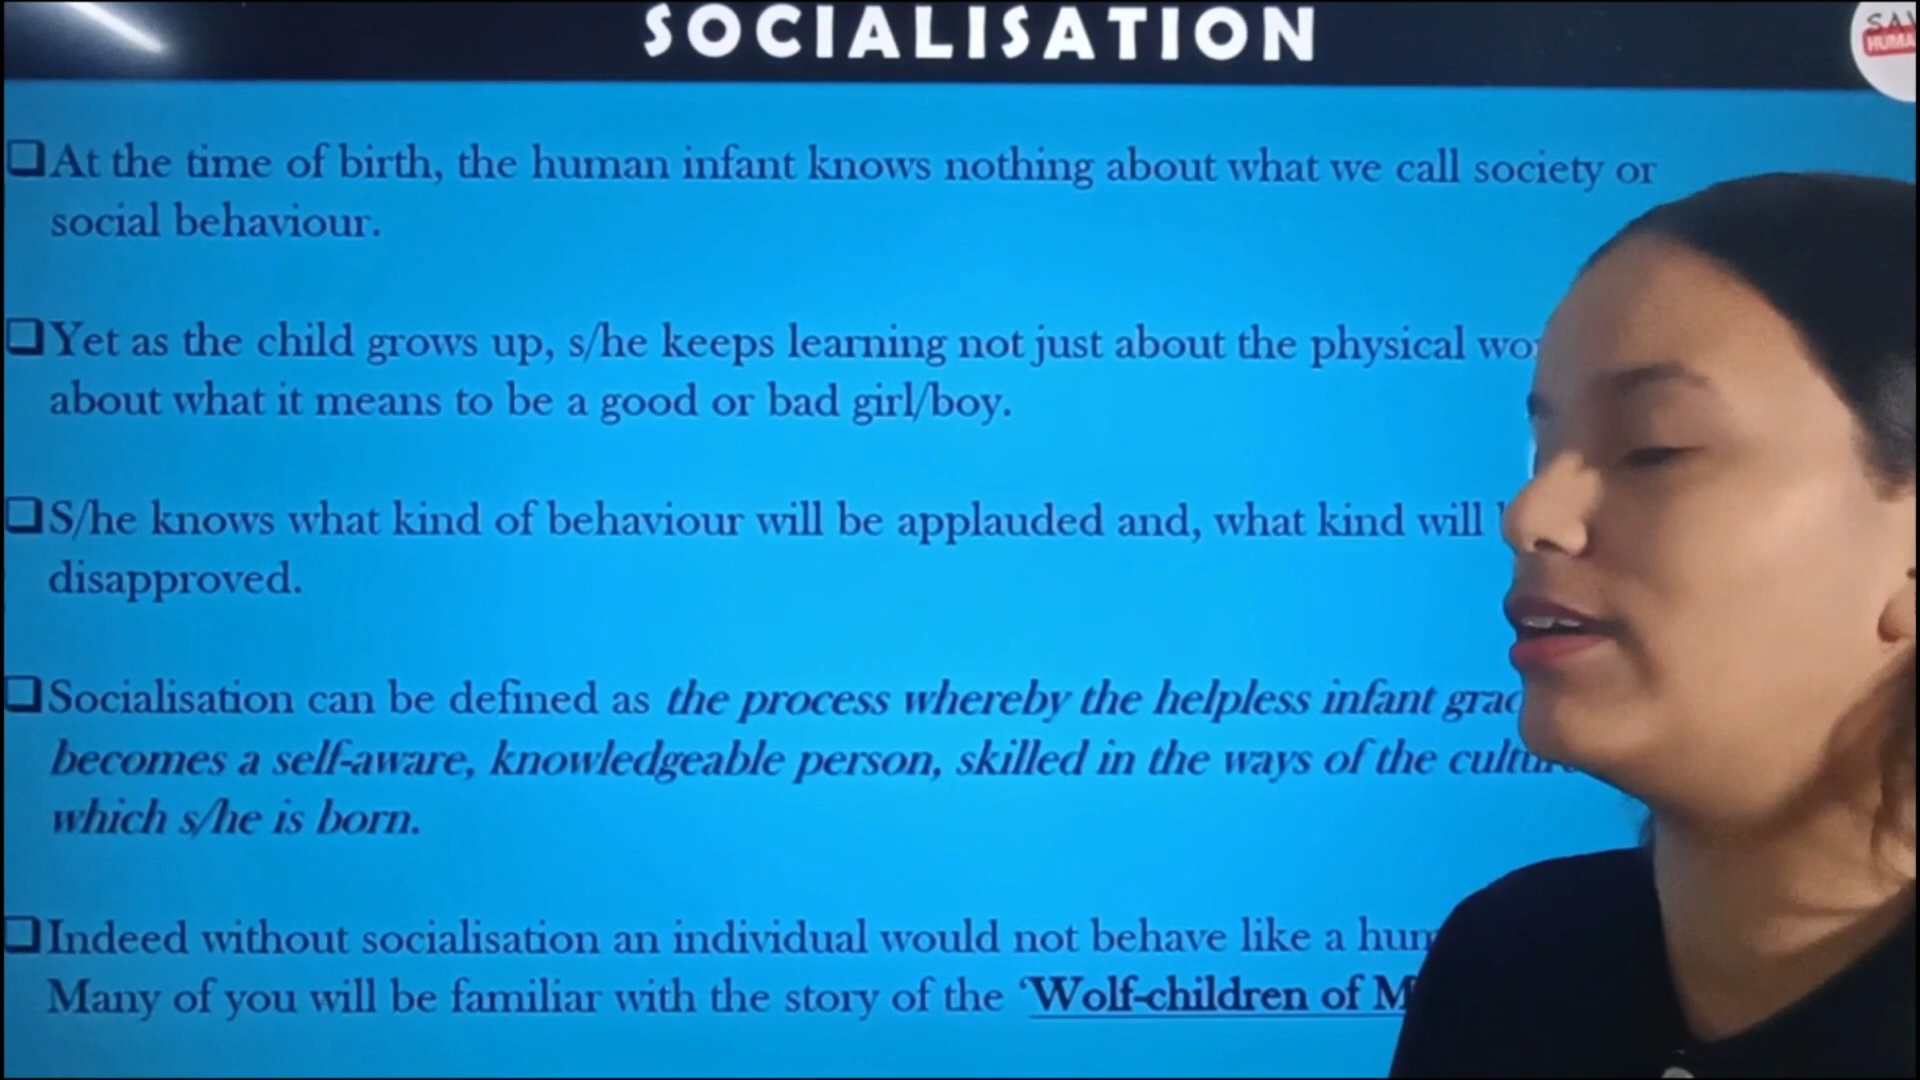 SOCIALISATION
HUMA
At the time of birth, the human infant knows nothing about what we call society or
social behaviour.
Yet as the child grows up, s/he keeps learning not just about the physical
about what it means to be a good or bad girl/boy.
S/he knows what kind of behaviour will be applauded and, what kind will
disapproved.
Socialisation can be defined as the process whereby the helpless infant
becomes a self-aware, knowledgeable person, skilled in the ways of the
which s/he is born.
Indeed without socialisation an individual would not behave like a
Many of you will be familiar with the story of the ‘Wolf-children of